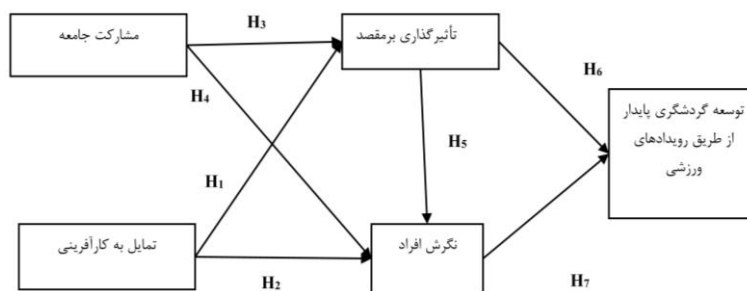 مشارکت جامعه
H3
تأثیرگذاری برمقصد
H4
H6
توسعه گردشگری پایدار
از طریق رویدادهای
ورزشی
H5
H1
تمایل به کارآفرینی
نگرش افراد
H2
H7